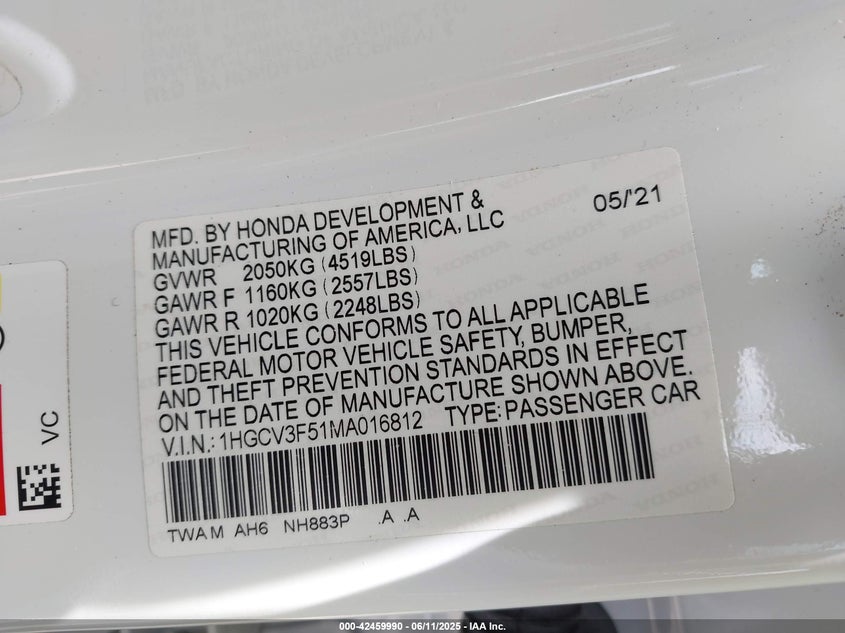 MFD. BY HONDA DEVELOPMENT &
MANUFACTURING OF AMERICA, LLC
05/'21
GVWR 2050KG (4519LBS)
GAWR F 1160KG (2557LBS)
GAWR R 1020KG (2248LBS)
THIS VEHICLE CONFORMS TO ALL APPLICABLE
FEDERAL MOTOR VEHICLE SAFETY, BUMPER,
AND THEFT PREVENTION STANDARDS IN EFFECT
ON THE DATE OF MANUFACTURE SHOWN ABOVE.
V.I.N.: 1HGCV3F51MA016812 TYPE: PASSENGER CAR
TWA M AH6 NH883P .A .A
VC
000-42459990 - 06/11/2025 - IAA Inc.